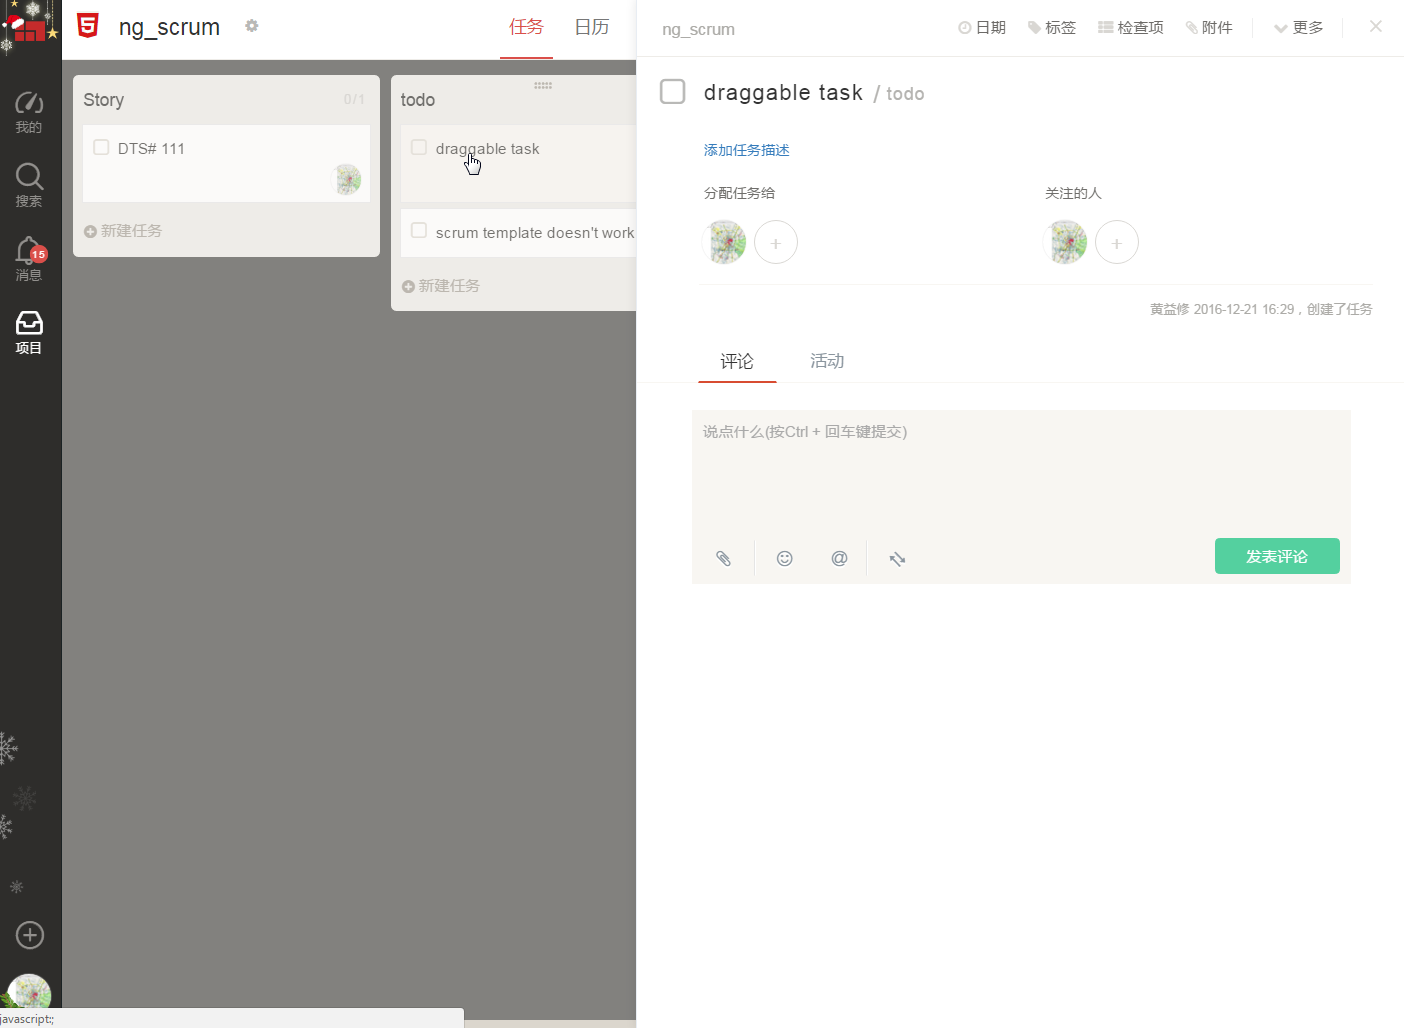 ng_scrum
任务
日历
我的
搜索
15
消息
项目
Story
0/1
DTS# 111
新建任务
todo
draggable task
scrum template doesn't work
新建任务
ng_scrum
日期
标签
检查项
附件
更多
draggable task / todo
添加任务描述
分配任务给
关注的人
黄益修 2016-12-21 16:29，创建了任务
评论
活动
说点什么(按Ctrl + 回车键提交)
@
发表评论
javascript:;